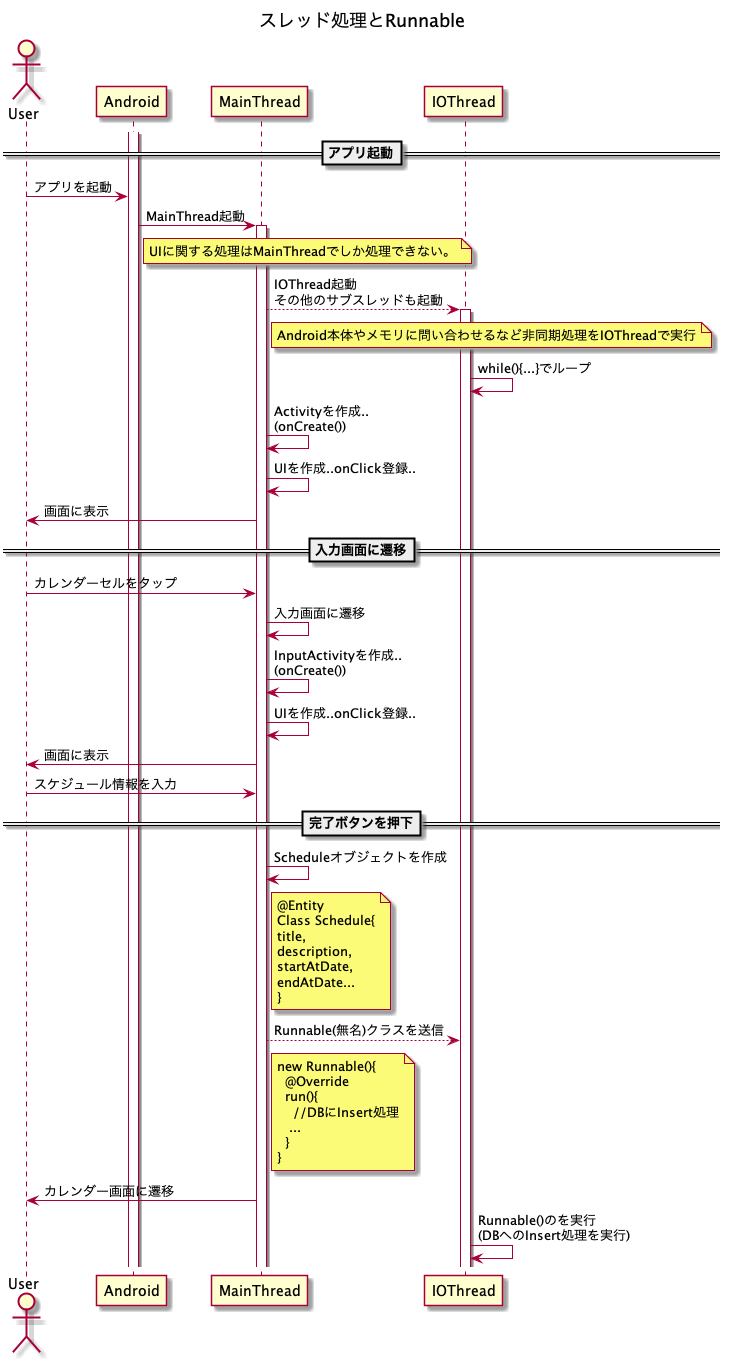 スレッド処理とRunnable
User
Android
MainThread
IOThread
アプリ起動
アプリを起動
MainThread起動
UIに関する処理はMainThreadでしか処理できない。
IOThread起動
その他のサブスレッドも起動
Android本体やメモリに問い合わせるなど非同期処理をIOThreadで実行
while(){...}でループ
Activityを作成..
(onCreate())
UIを作成..onClick登録..
画面に表示
入力画面に遷移
カレンダーセルをタップ
入力画面に遷移
InputActivityを作成..
(onCreate())
UIを作成..onClick登録..
画面に表示
スケジュール情報を入力
完了ボタンを押下
Scheduleオブジェクトを作成
@Entity
Class Schedule{
title,
description,
startAtDate,
endAtDate...
}
Runnable(無名)クラスを送信
new Runnable(){
@Override
run(){
//DBにInsert処理
...
}
}
カレンダー画面に遷移
Runnable()のを実行
(DBへのInsert処理を実行)
User
Android
MainThread
IOThread